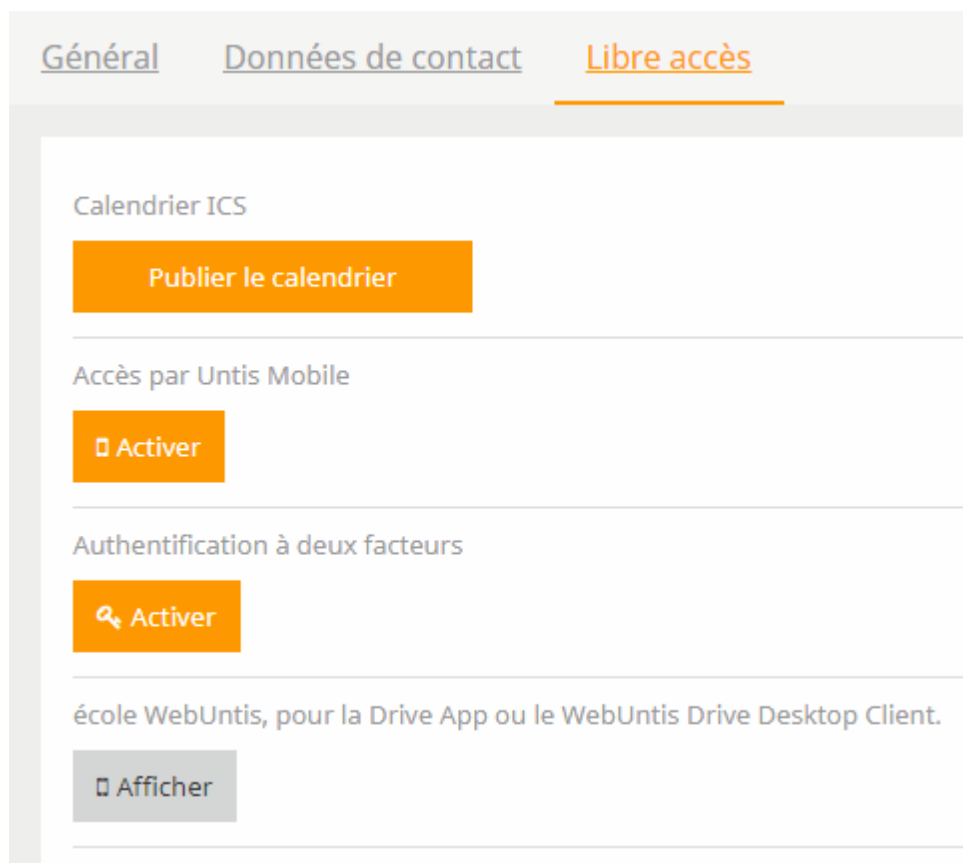 Général Données de contact Libre accès
Calendrier ICS
Publier le calendrier
Accès par Untis Mobile
Activer
Authentification à deux facteurs
Activer
école WebUntis, pour la Drive App ou le WebUntis Drive Desktop Client.
Afficher